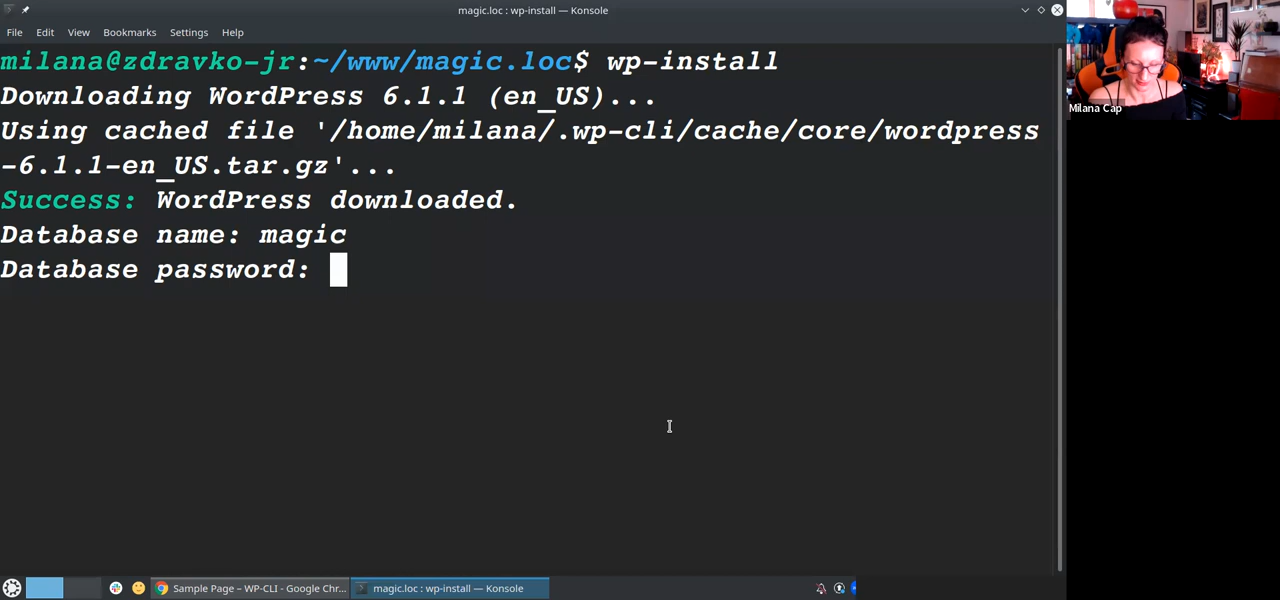 magic.loc : wp-install — Konsole
File Edit View Bookmarks Settings Help
milana@zdravko-jr:~/www/magic.loc$ wp-install
Downloading WordPress 6.1.1 (en_US)...
Using cached file '/home/milana/.wp-cli/cache/core/wordpress
-6.1.1-en_US.tar.gz'...
Success: WordPress downloaded.
Database name: magic
Database password:
Milana Cap
Sample Page – WP-CLI - Google Chr...
magic.loc : wp-install — Konsole